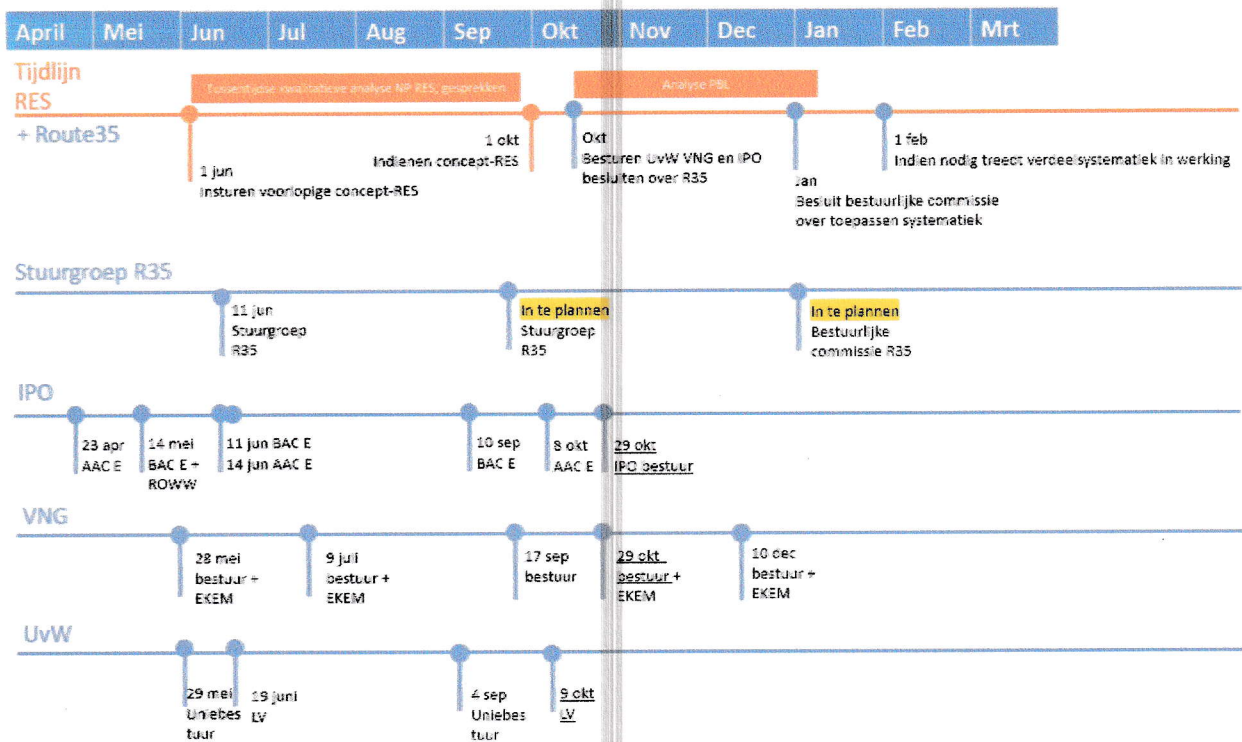 April Mei Jun Jul Aug Sep Okt Nov Dec Jan Feb Mrt
Tijdlijn
RES
+ Route35
Tussentijdse kwalitatieve analyse NP RES, gesprekken
Analyse PBL
1 jun
Insturen voorlopige concept-RES
1 okt
Indienen concept-RES
Okt
Besturen UvW VNG en IPO
besluiten over R35
Jan
Besluit bestuurlijke commissie
over toepassen systematiek
1 feb
Indien nodig treedt verdeelsystematiek in werking
Stuurgroep R35
11 jun
Stuurgroep
R35
In te plannen
Stuurgroep
R35
In te plannen
Bestuurlijke
commissie R35
IPO
23 apr
AAC E
14 mei
BAC E +
ROWW
11 jun BAC E
14 jun AAC E
10 sep
BAC E
8 okt
AAC E
29 okt
IPO bestuur
VNG
28 mei
bestuur +
EKEM
9 juli
bestuur +
EKEM
17 sep
bestuur
29 okt
bestuur +
EKEM
10 dec
bestuur +
EKEM
UvW
29 mei
Uniebes
tuur
19 juni
LV
4 sep
Uniebes
tuur
9 okt
LV